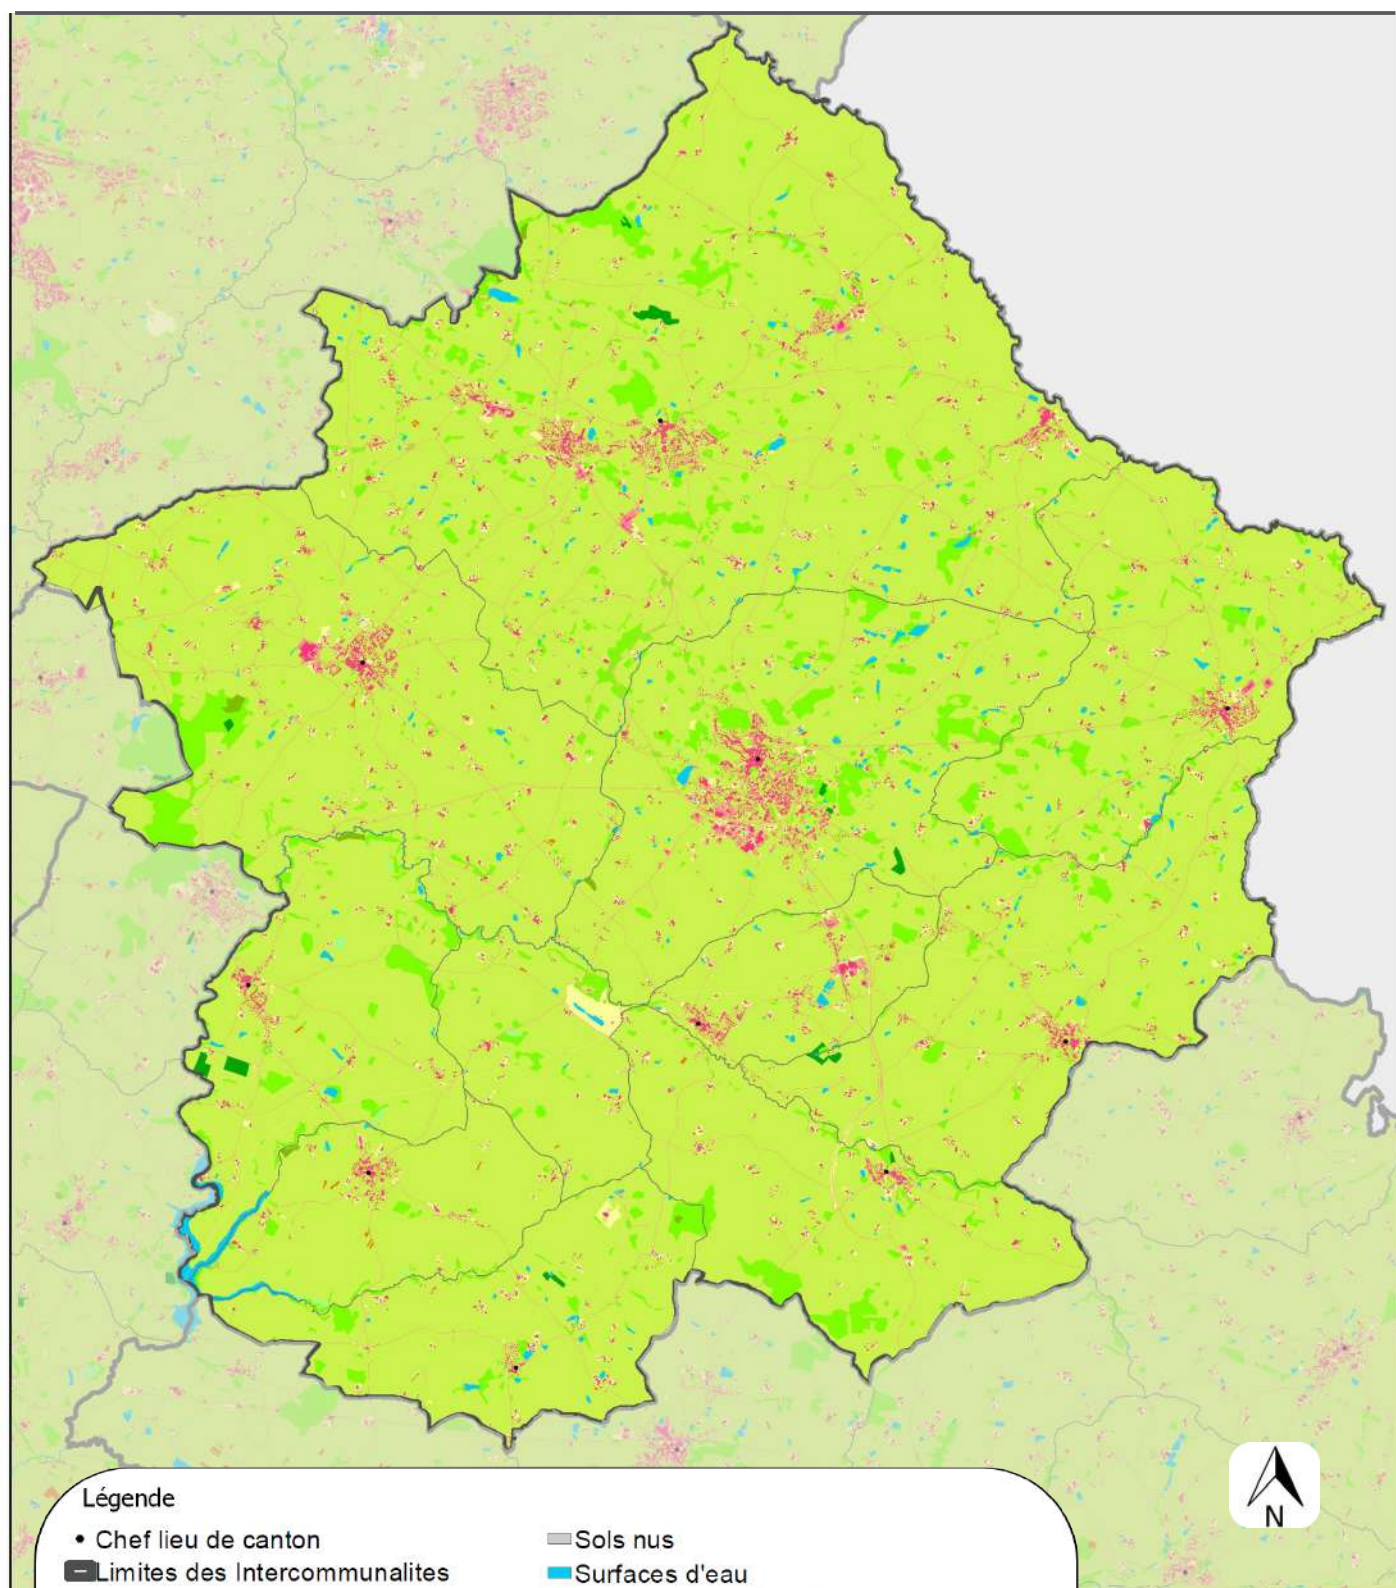 Légende
Chef lieu de canton
Limites des Intercommunalites
Sols nus
Surfaces d'eau
N